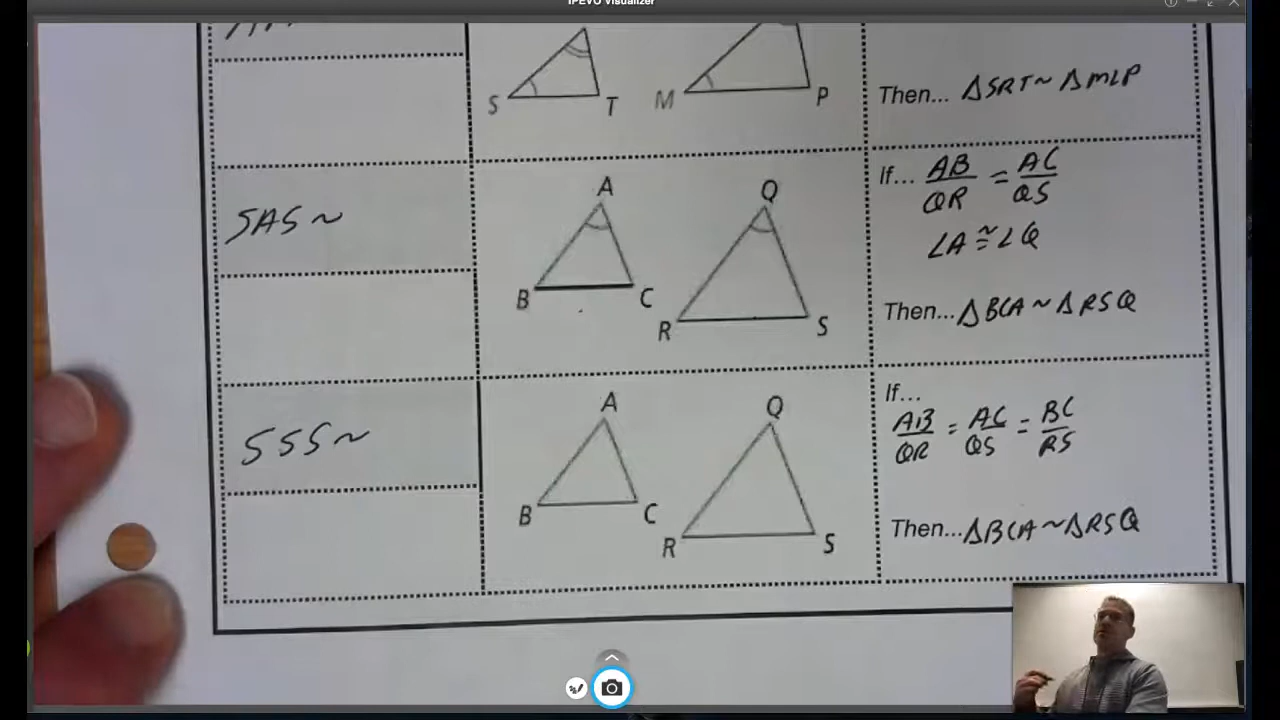 IPEVO Visualizer
S T M P
Then... ΔSRT ~ ΔMLP
SAS ~
A Q
B C
R S
If... AB/QR = AC/QS
∠A ≅ ∠Q
Then... ΔBCA ~ ΔRSQ
SSS ~
A Q
B C
R S
If...
AB/QR = AC/QS = BC/RS
Then... ΔBCA ~ ΔRSQ